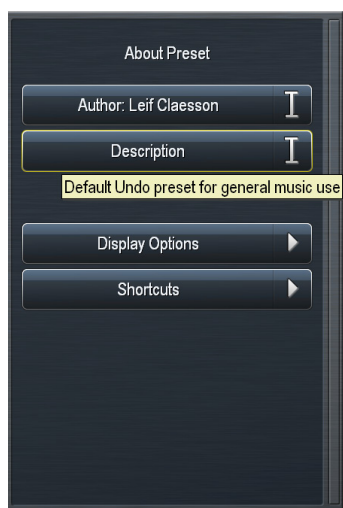 About Preset
Author: Leif Claesson
Description
Default Undo preset for general music use
Display Options
Shortcuts